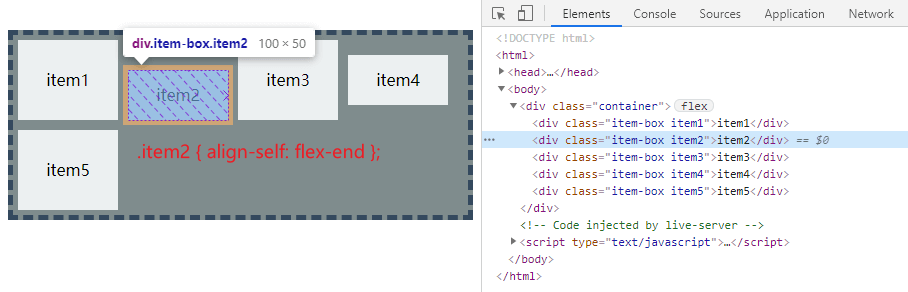 div.item-box.item2 100 × 50
item1
item2
item3
item4
item5
.item2 { align-self: flex-end };
Elements Console Sources Application Security
<!DOCTYPE html>
<html>
<head>…</head>
<body>
<div class="container"> flex
<div class="item-box item1">item1</div>
<div class="item-box item2">item2</div> == $0
<div class="item-box item3">item3</div>
<div class="item-box item4">item4</div>
<div class="item-box item5">item5</div>
</div>
<!-- Code injected by live-server -->
<script type="text/javascript">…</script>
</body>
</html>